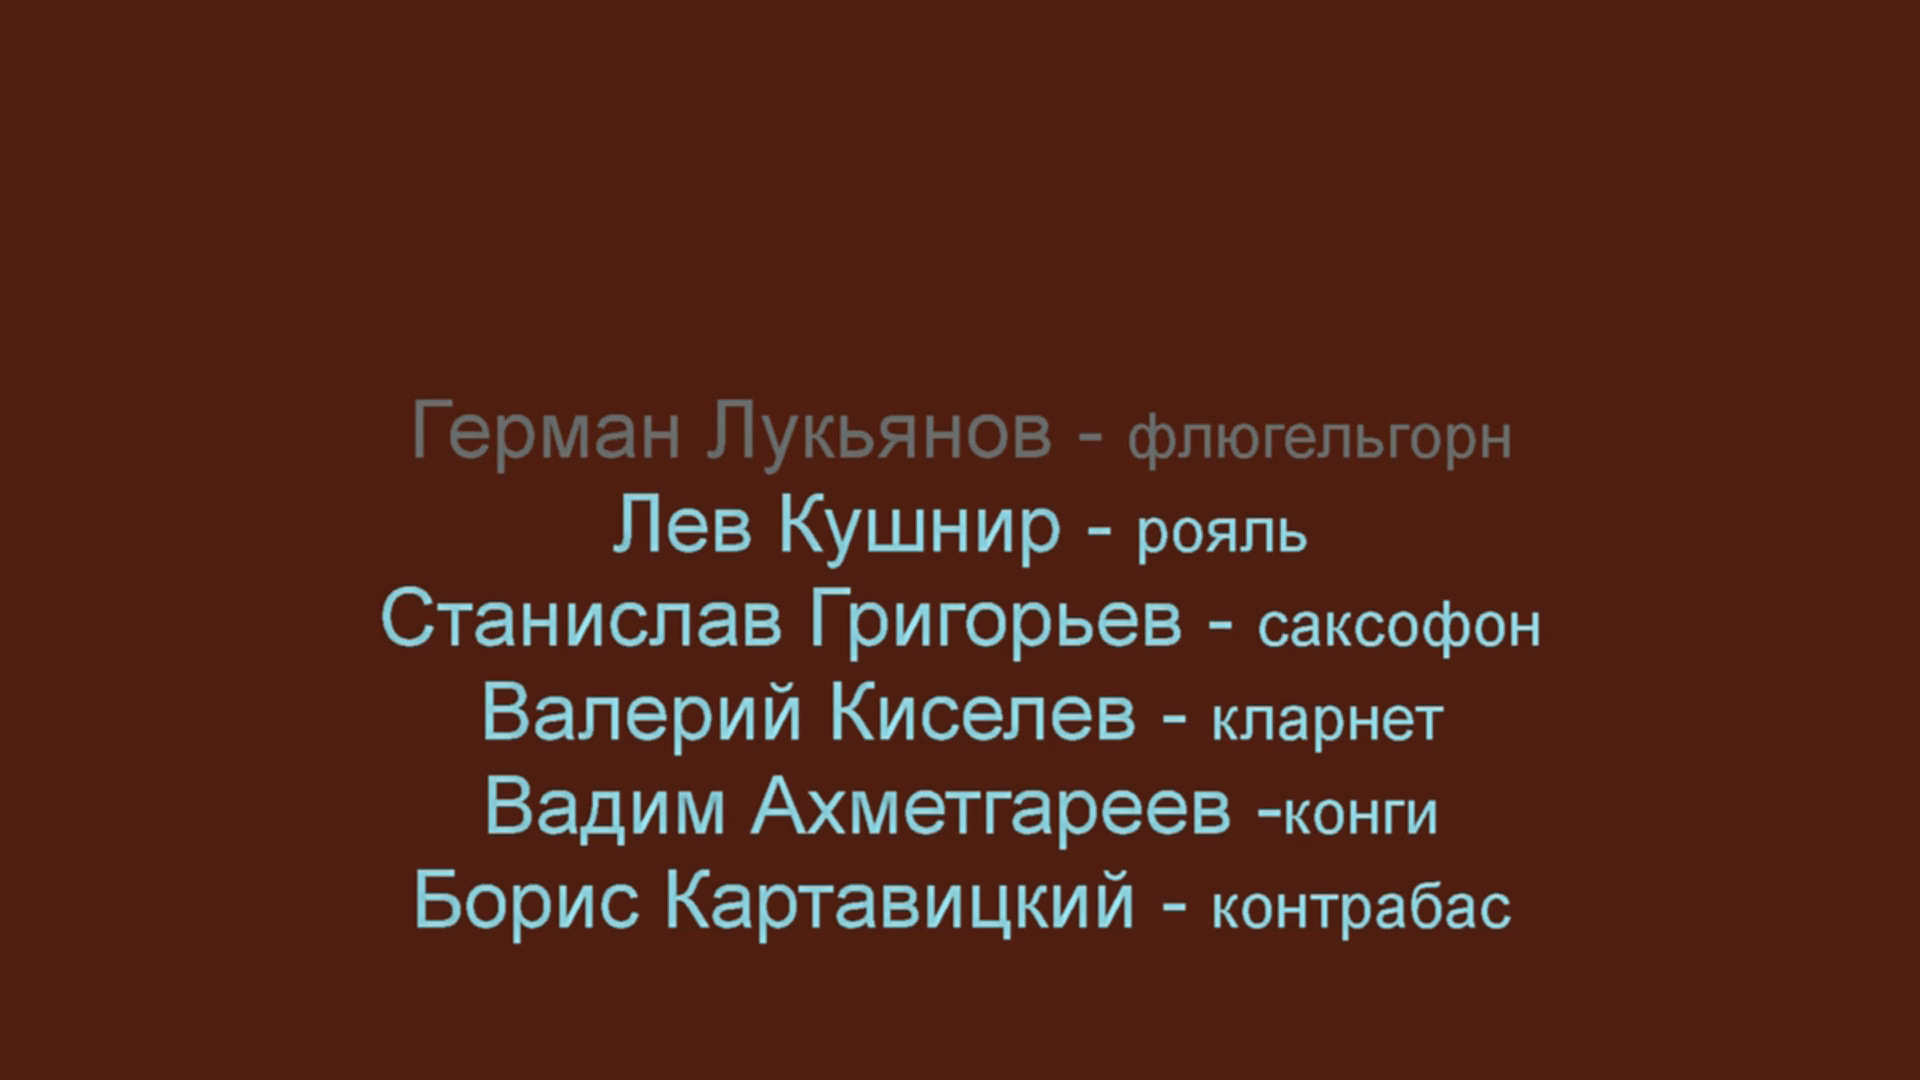 Герман Лукьянов - флюгельгорн
Лев Кушнир - рояль
Станислав Григорьев - саксофон
Валерий Киселев - кларнет
Вадим Ахметгареев -конги
Борис Картавицкий - контрабас